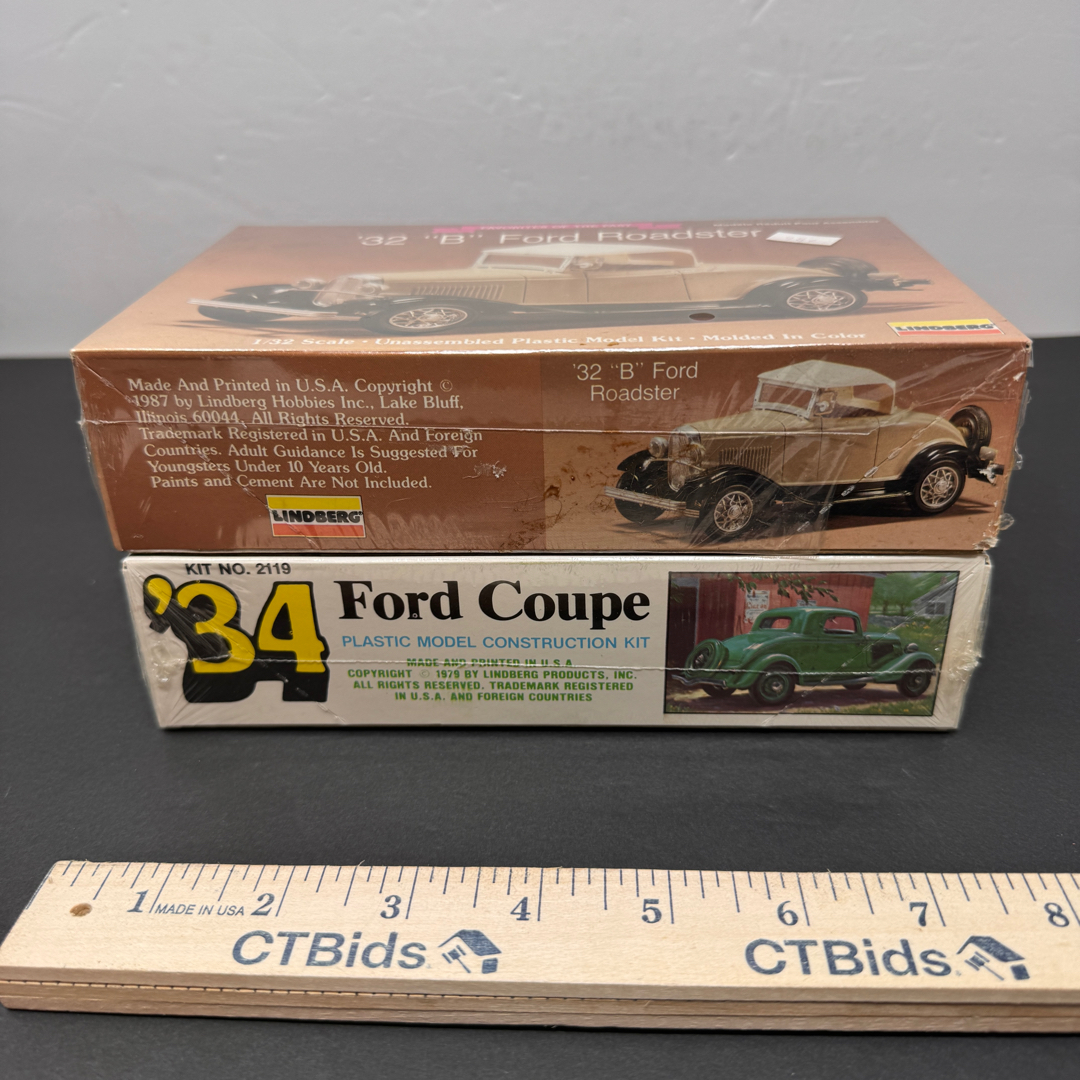 '32 "B" Ford Roadster
1/32 Scale • Unassembled Plastic Model Kit • Molded In Color
LINDBERG
Made And Printed in U.S.A. Copyright ©
1987 by Lindberg Hobbies Inc., Lake Bluff,
Illinois 60044, All Rights Reserved.
Trademark Registered in U.S.A. And Foreign
Countries. Adult Guidance Is Suggested For
Youngsters Under 10 Years Old.
Paints and Cement Are Not Included.
LINDBERG
'32 "B" Ford
Roadster
KIT NO. 2119
'34
Ford Coupe
PLASTIC MODEL CONSTRUCTION KIT
MADE AND PRINTED IN U.S.A.
COPYRIGHT © 1979 BY LINDBERG PRODUCTS, INC.
ALL RIGHTS RESERVED. TRADEMARK REGISTERED
IN U.S.A. AND FOREIGN COUNTRIES
1 MADE IN USA 2 3 4 5 6 7 8
CTBids CTBids